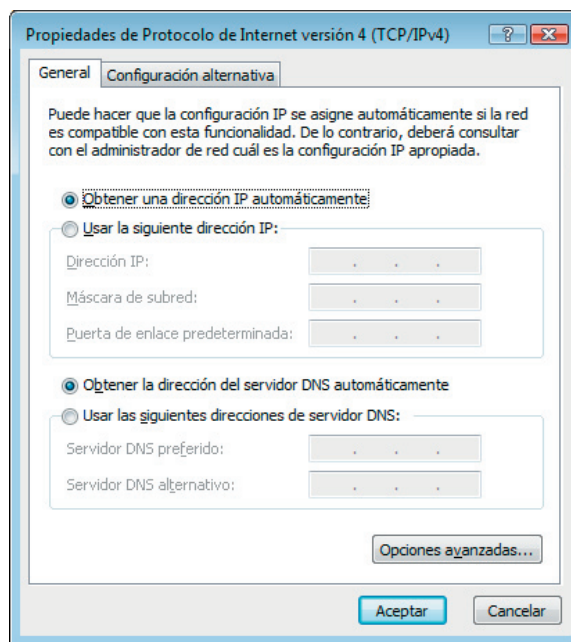 Propiedades de Protocolo de Internet versión 4 (TCP/IPv4)
General
Configuración alternativa
Puede hacer que la configuración IP se asigne automáticamente si la red
es compatible con esta funcionalidad. De lo contrario, deberá consultar
con el administrador de red cuál es la configuración IP apropiada.
Obtener una dirección IP automáticamente
Usar la siguiente dirección IP:
Dirección IP:
Máscara de subred:
Puerta de enlace predeterminada:
Obtener la dirección del servidor DNS automáticamente
Usar las siguientes direcciones de servidor DNS:
Servidor DNS preferido:
Servidor DNS alternativo:
Opciones avanzadas...
Aceptar
Cancelar